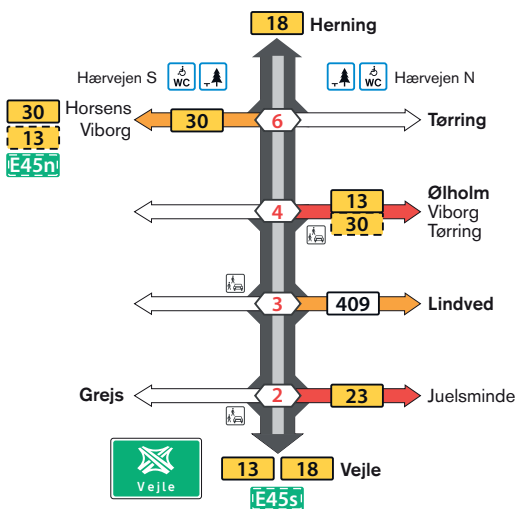 18 Herning
Hærvejen S WC
WC Hærvejen N
30 Horsens
13 Viborg
E45n
30
6
Tørring
4
13
30
Ølholm
Viborg
Tørring
3
409
Lindved
Grejs
2
23
Juelsminde
Vejle
13 18 Vejle
E45s